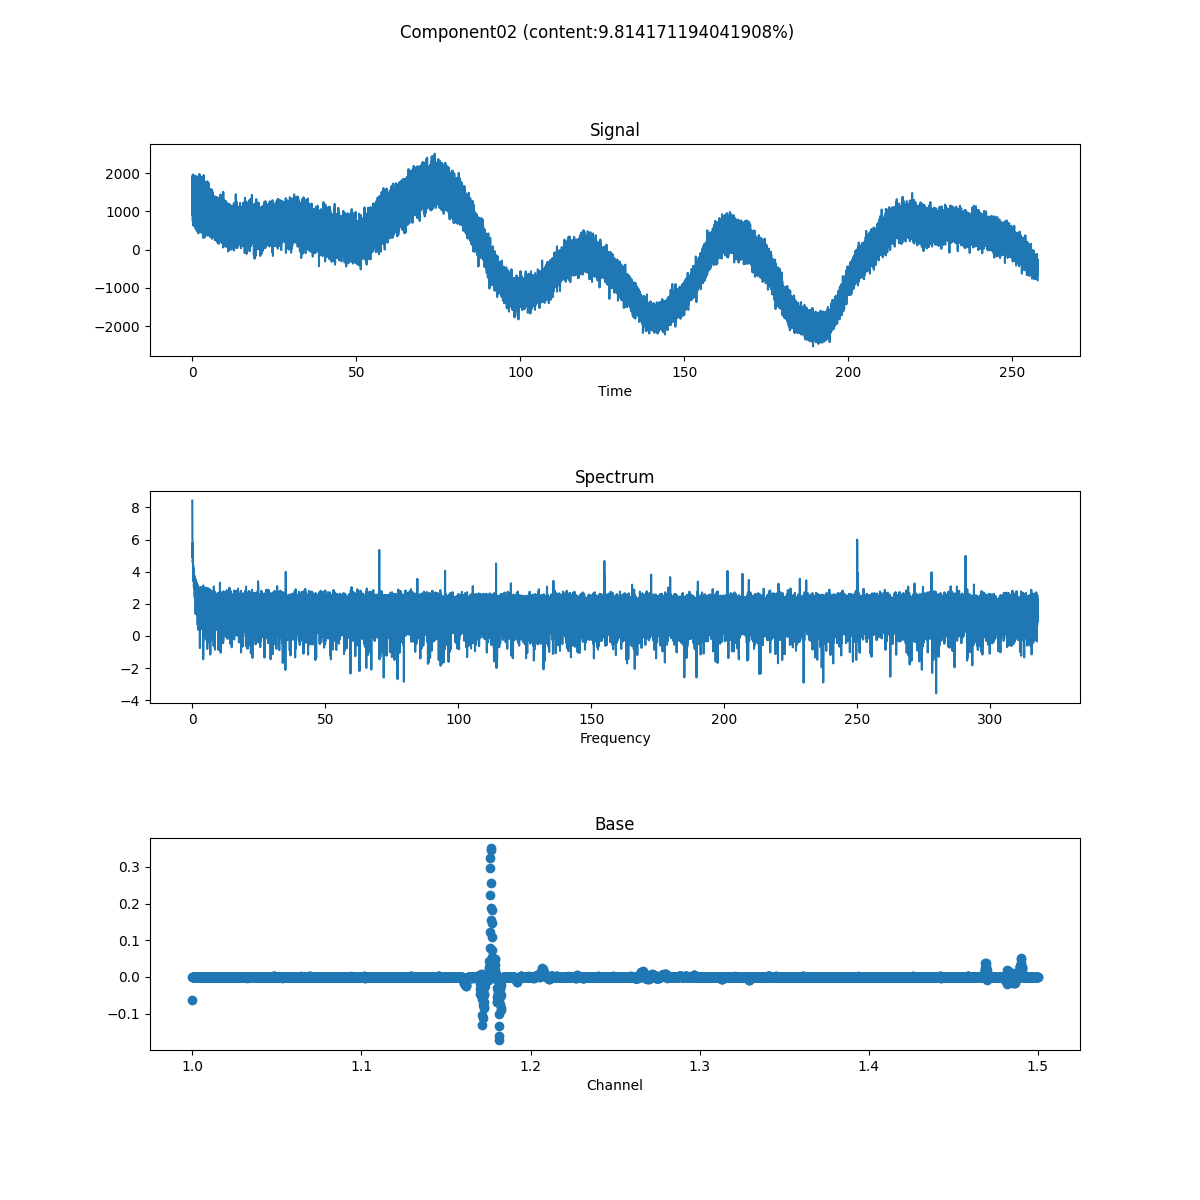 Component02 (content:9.814171194041908%)
Signal
2000
1000
0
−1000
−2000
0 50 100 150 200 250
Time
Spectrum
8
6
4
2
0
−2
−4
0 50 100 150 200 250 300
Frequency
Base
0.3
0.2
0.1
0.0
−0.1
1.0 1.1 1.2 1.3 1.4 1.5
Channel